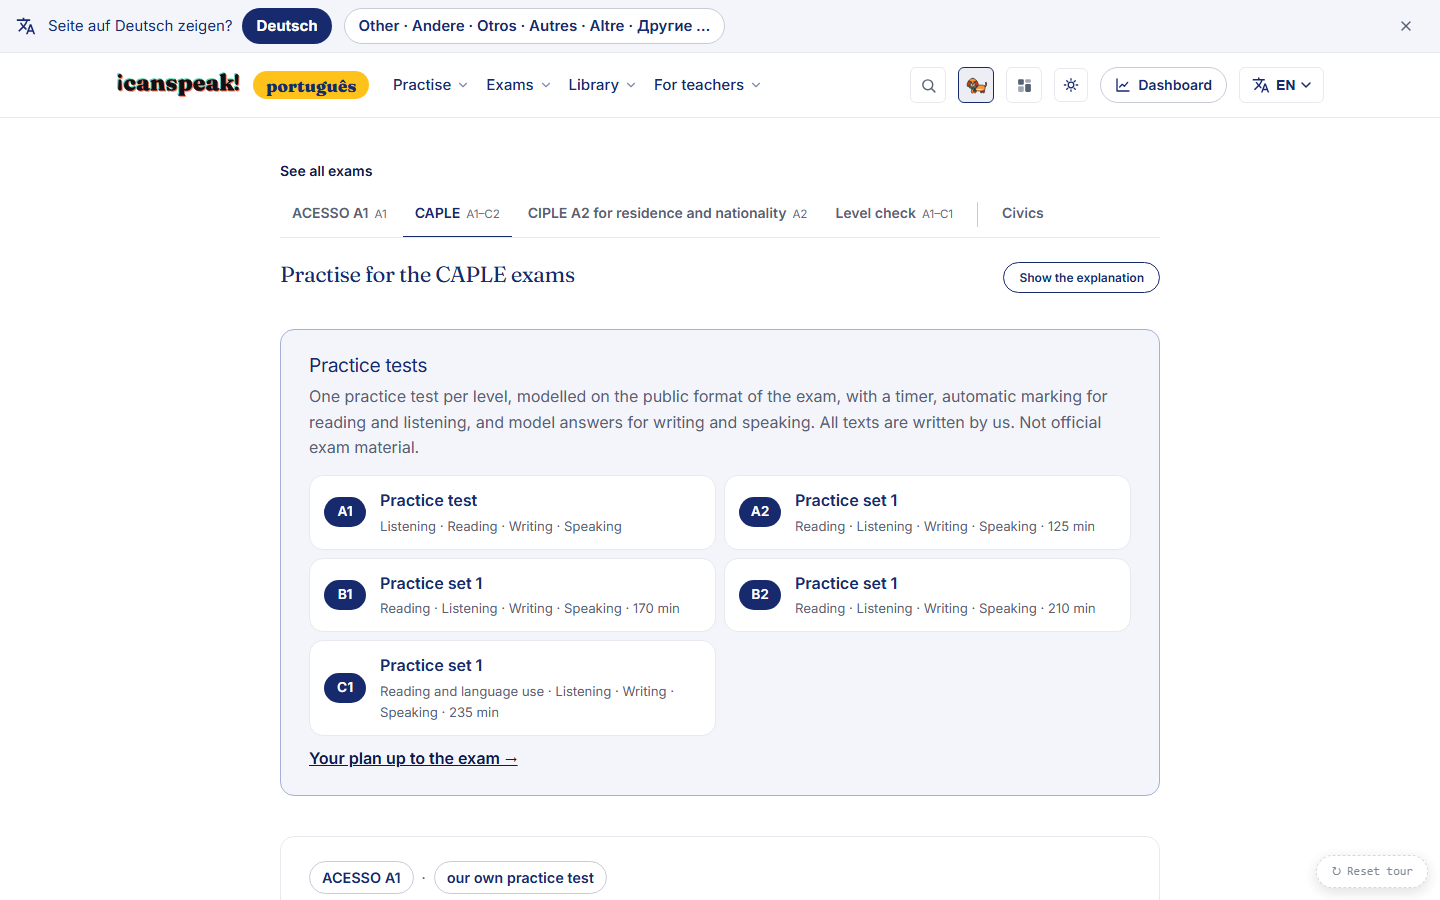 Seite auf Deutsch zeigen?
Deutsch
Other · Andere · Otros · Autres · Altre · Другие ...
×
icanspeak!
português
Practise
Exams
Library
For teachers
Dashboard
EN
See all exams
ACESSO A1 A1
CAPLE A1–C2
CIPLE A2 for residence and nationality A2
Level check A1–C1
Civics
Practise for the CAPLE exams
Show the explanation
Practice tests
One practice test per level, modelled on the public format of the exam, with a timer, automatic marking for
reading and listening, and model answers for writing and speaking. All texts are written by us. Not official
exam material.
A1
Practice test
Listening · Reading · Writing · Speaking
A2
Practice set 1
Reading · Listening · Writing · Speaking · 125 min
B1
Practice set 1
Reading · Listening · Writing · Speaking · 170 min
B2
Practice set 1
Reading · Listening · Writing · Speaking · 210 min
C1
Practice set 1
Reading and language use · Listening · Writing ·
Speaking · 235 min
Your plan up to the exam →
ACESSO A1 · our own practice test
↻ Reset tour